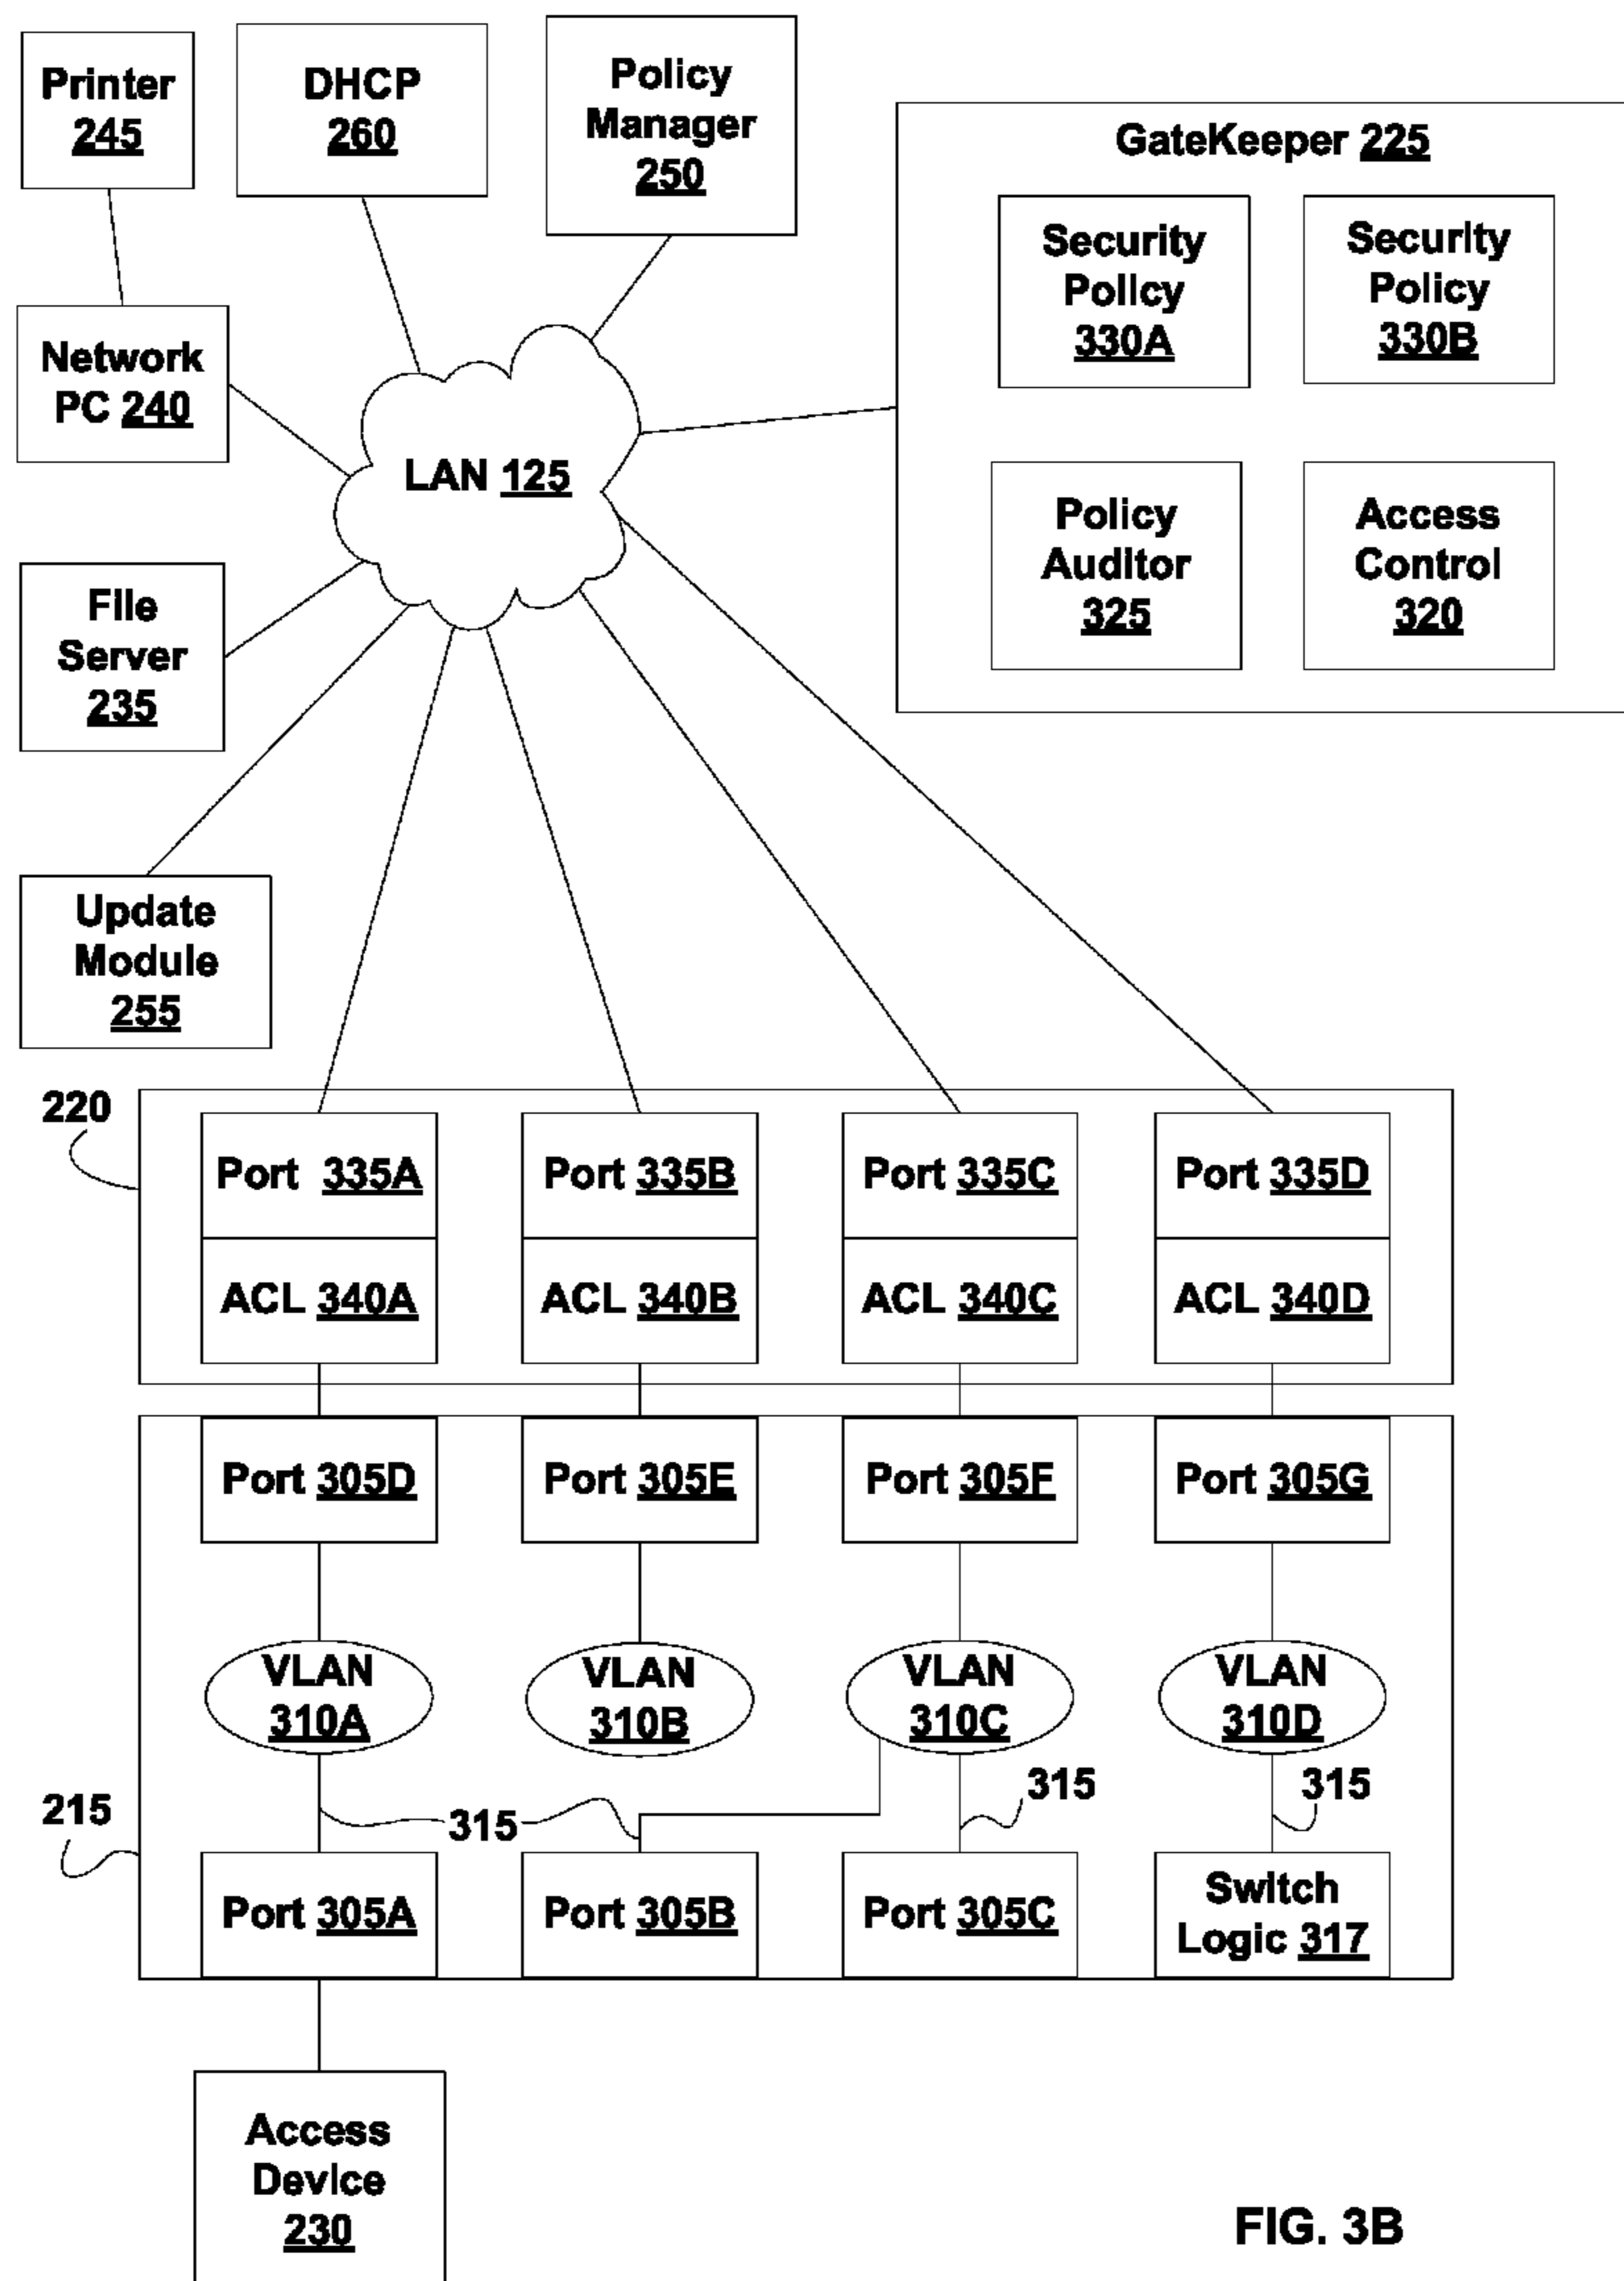 Printer
245
DHCP
260
Policy
Manager
250
GateKeeper 225
Security
Policy
330A
Security
Policy
330B
Network
PC 240
LAN 125
Policy
Auditor
325
Access
Control
320
File
Server
235
Update
Module
255
220
Port 335A
Port 335B
Port 335C
Port 335D
ACL 340A
ACL 340B
ACL 340C
ACL 340D
Port 305D
Port 305E
Port 305F
Port 305G
VLAN
310A
VLAN
310B
VLAN
310C
VLAN
310D
215
315
315
315
Port 305A
Port 305B
Port 305C
Switch
Logic 317
Access
Device
230
FIG. 3B